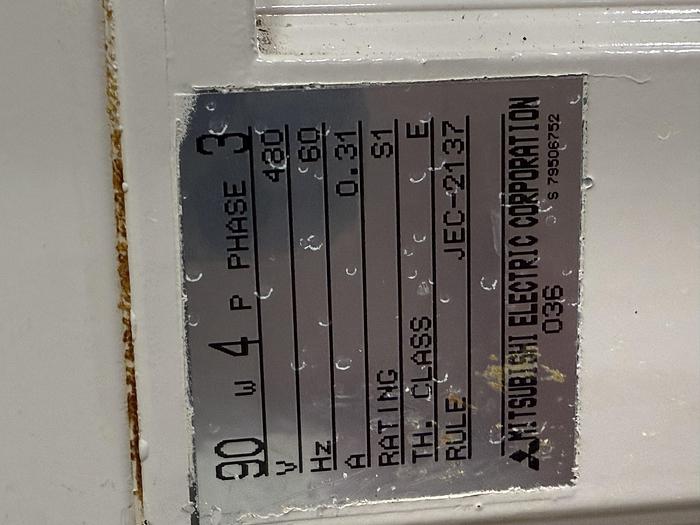 90 W 4 P PHASE 3
V 480
Hz 60
A 0.31
RATING S1
TH. CLASS E
RULE JEC-2137
MITSUBISHI ELECTRIC CORPORATION
036 S 79506752